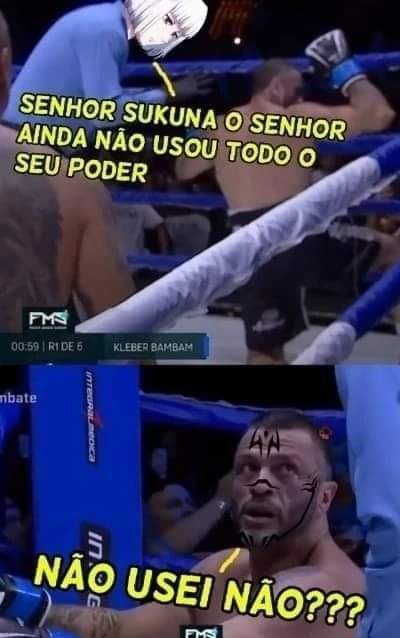 SENHOR SUKUNA O SENHOR
AINDA NÃO USOU TODO O
SEU PODER
FMS
00:59 | R1 DE 6 KLEBER BAMBAM
mbate
INTEGRALMEDICA
IN
NÃO USEI NÃO???
FMS